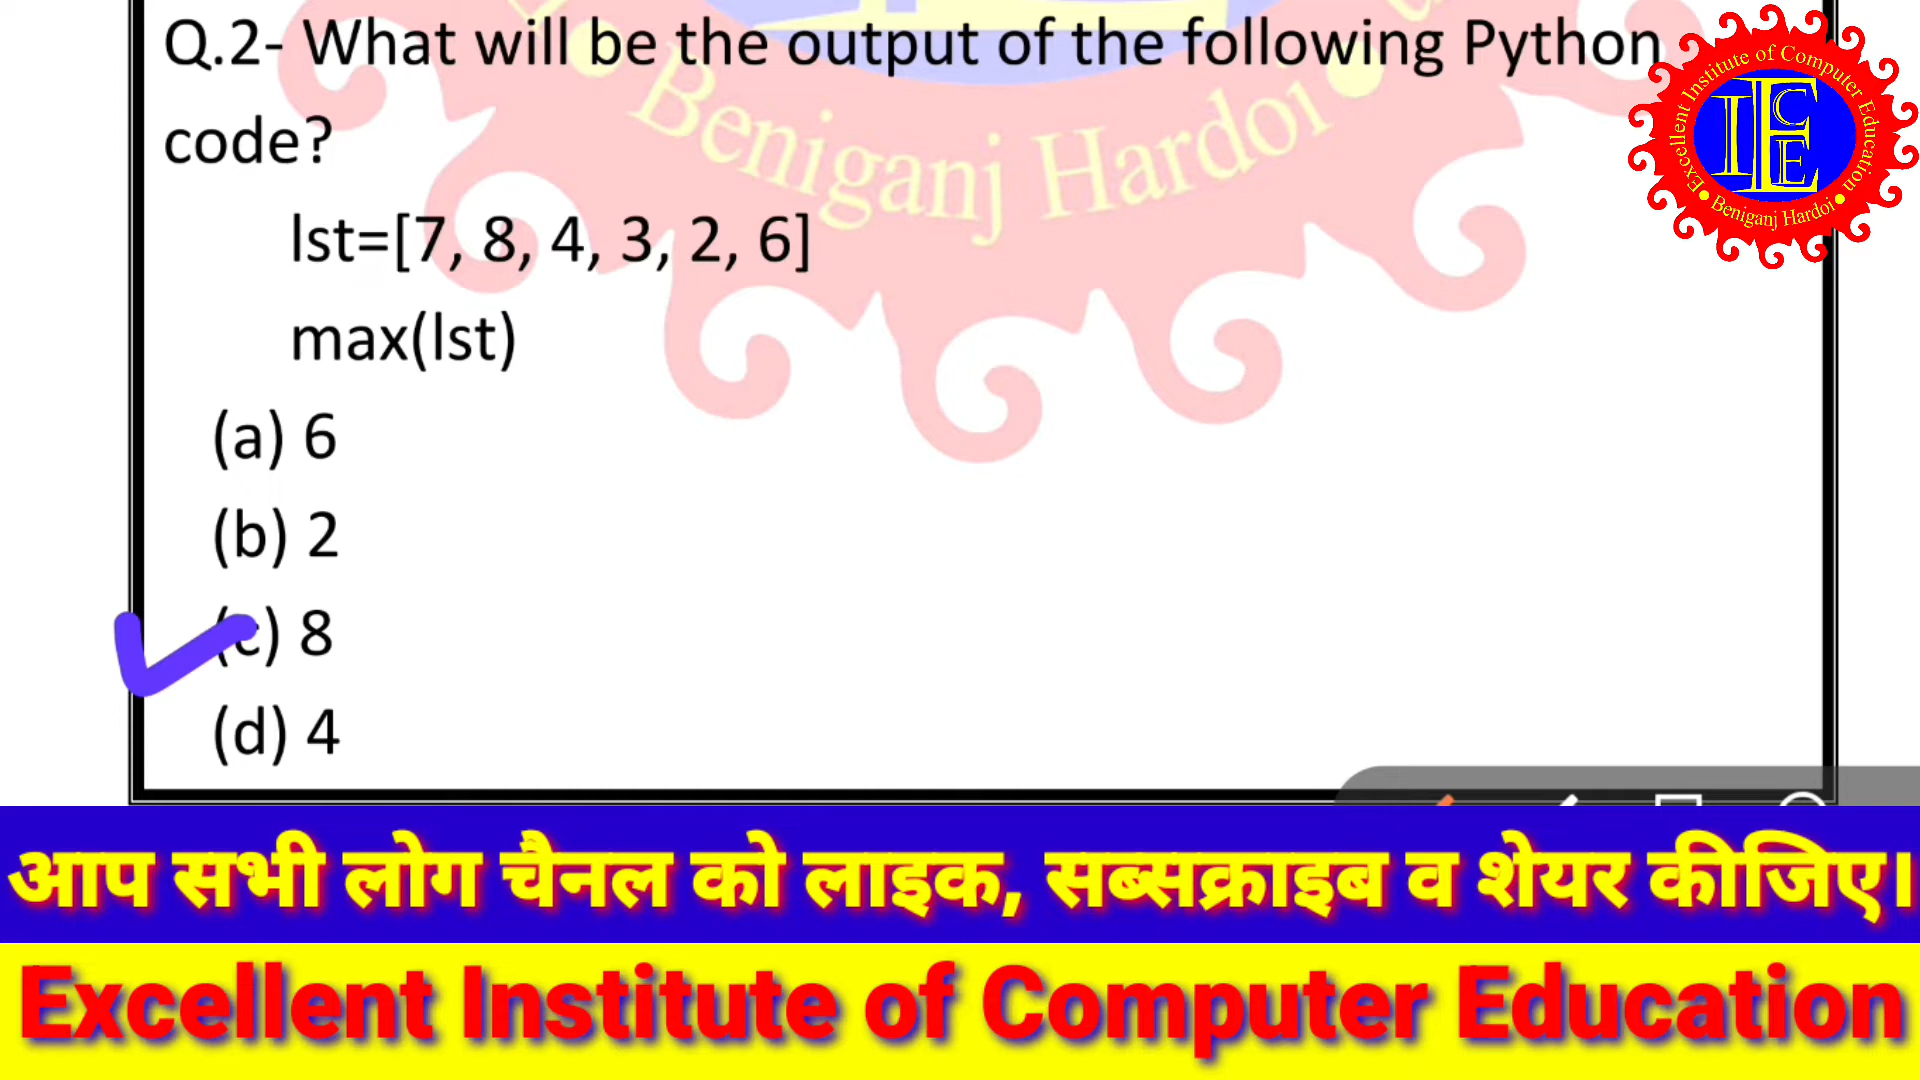 Q.2- What will be the output of the following Python
code?
lst=[7, 8, 4, 3, 2, 6]
max(lst)
(a) 6
(b) 2
(c) 8
(d) 4
Beniganj Hardoi
Excellent Institute of Computer Education
IECE
Beniganj Hardoi
आप सभी लोग चैनल को लाइक, सब्सक्राइब व शेयर कीजिए।
Excellent Institute of Computer Education